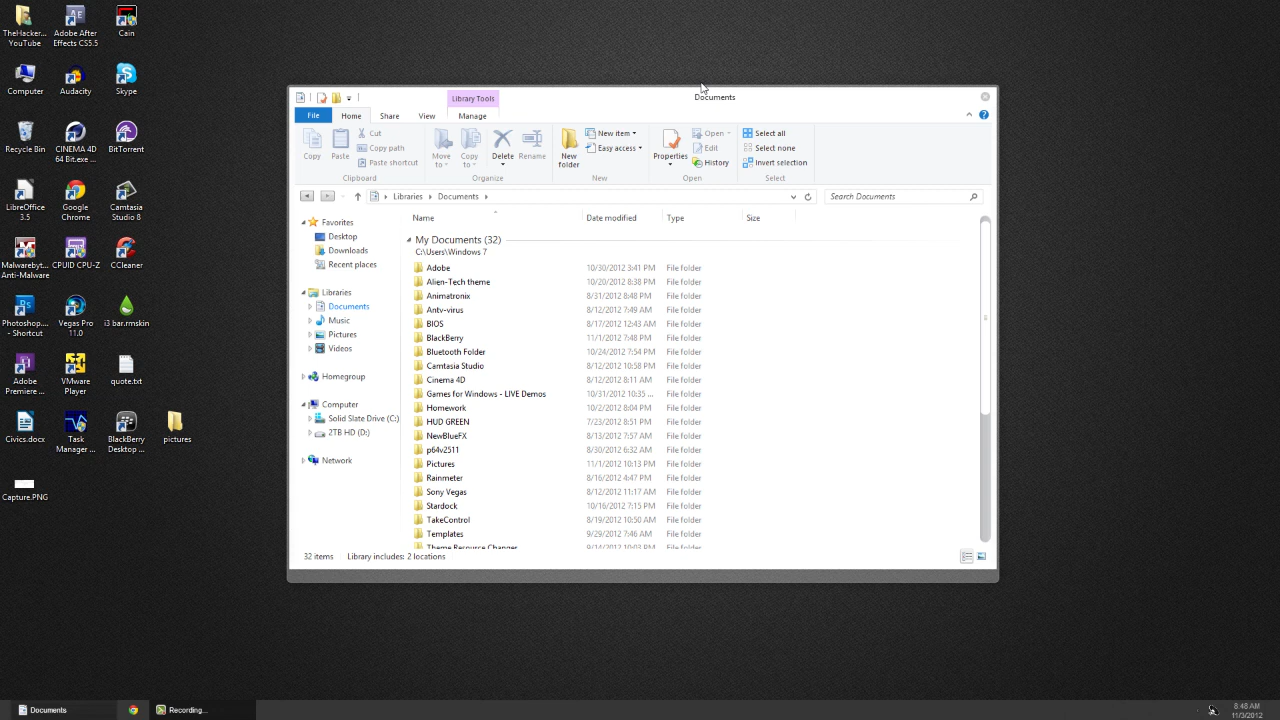 TheHacker...
YouTube
Adobe After
Effects CS5.5
Cain
Computer
Audacity
Skype
Recycle Bin
CINEMA 4D
64 Bit.exe ...
BitTorrent
LibreOffice
3.5
Google
Chrome
Camtasia
Studio 8
Malwarebyt...
Anti-Malware
CPUID CPU-Z
CCleaner
Photoshop....
- Shortcut
Vegas Pro
11.0
i3 bar.rmskin
Adobe
Premiere ...
VMware
Player
quote.txt
Civics.docx
Task
Manager ...
BlackBerry
Desktop ...
pictures
Capture.PNG
Library Tools
Documents
File Home Share View Manage
Copy
Paste
Cut
Copy path
Paste shortcut
Clipboard
Move
to
Copy
to
Delete
Rename
Organize
New
folder
New item
Easy access
New
Properties
Open
Edit
History
Open
Select all
Select none
Invert selection
Select
Libraries Documents
Search Documents
Favorites
Desktop
Downloads
Recent places
Libraries
Documents
Music
Pictures
Videos
Homegroup
Computer
Solid Slate Drive (C:)
2TB HD (D:)
Network
Name Date modified Type Size
My Documents (32)
C:\Users\Windows 7
Adobe 10/30/2012 3:41 PM File folder
Alien-Tech theme 10/20/2012 8:38 PM File folder
Animatronix 8/31/2012 8:48 PM File folder
Antv-virus 8/12/2012 7:49 AM File folder
BIOS 8/17/2012 12:43 AM File folder
BlackBerry 11/1/2012 7:48 PM File folder
Bluetooth Folder 10/24/2012 7:54 PM File folder
Camtasia Studio 8/12/2012 10:58 PM File folder
Cinema 4D 8/12/2012 8:11 AM File folder
Games for Windows - LIVE Demos 10/31/2012 10:35 ... File folder
Homework 10/2/2012 8:04 PM File folder
HUD GREEN 7/23/2012 8:51 PM File folder
NewBlueFX 8/13/2012 7:57 AM File folder
p64v2511 8/30/2012 6:32 AM File folder
Pictures 11/1/2012 10:13 PM File folder
Rainmeter 8/16/2012 4:47 PM File folder
Sony Vegas 8/12/2012 11:17 AM File folder
Stardock 10/16/2012 7:15 PM File folder
TakeControl 8/19/2012 10:50 AM File folder
Templates 9/29/2012 7:46 AM File folder
Theme Resource Changer 9/14/2012 10:03 PM File folder
32 items Library includes: 2 locations
Documents
Recording...
8:48 AM
11/3/2012